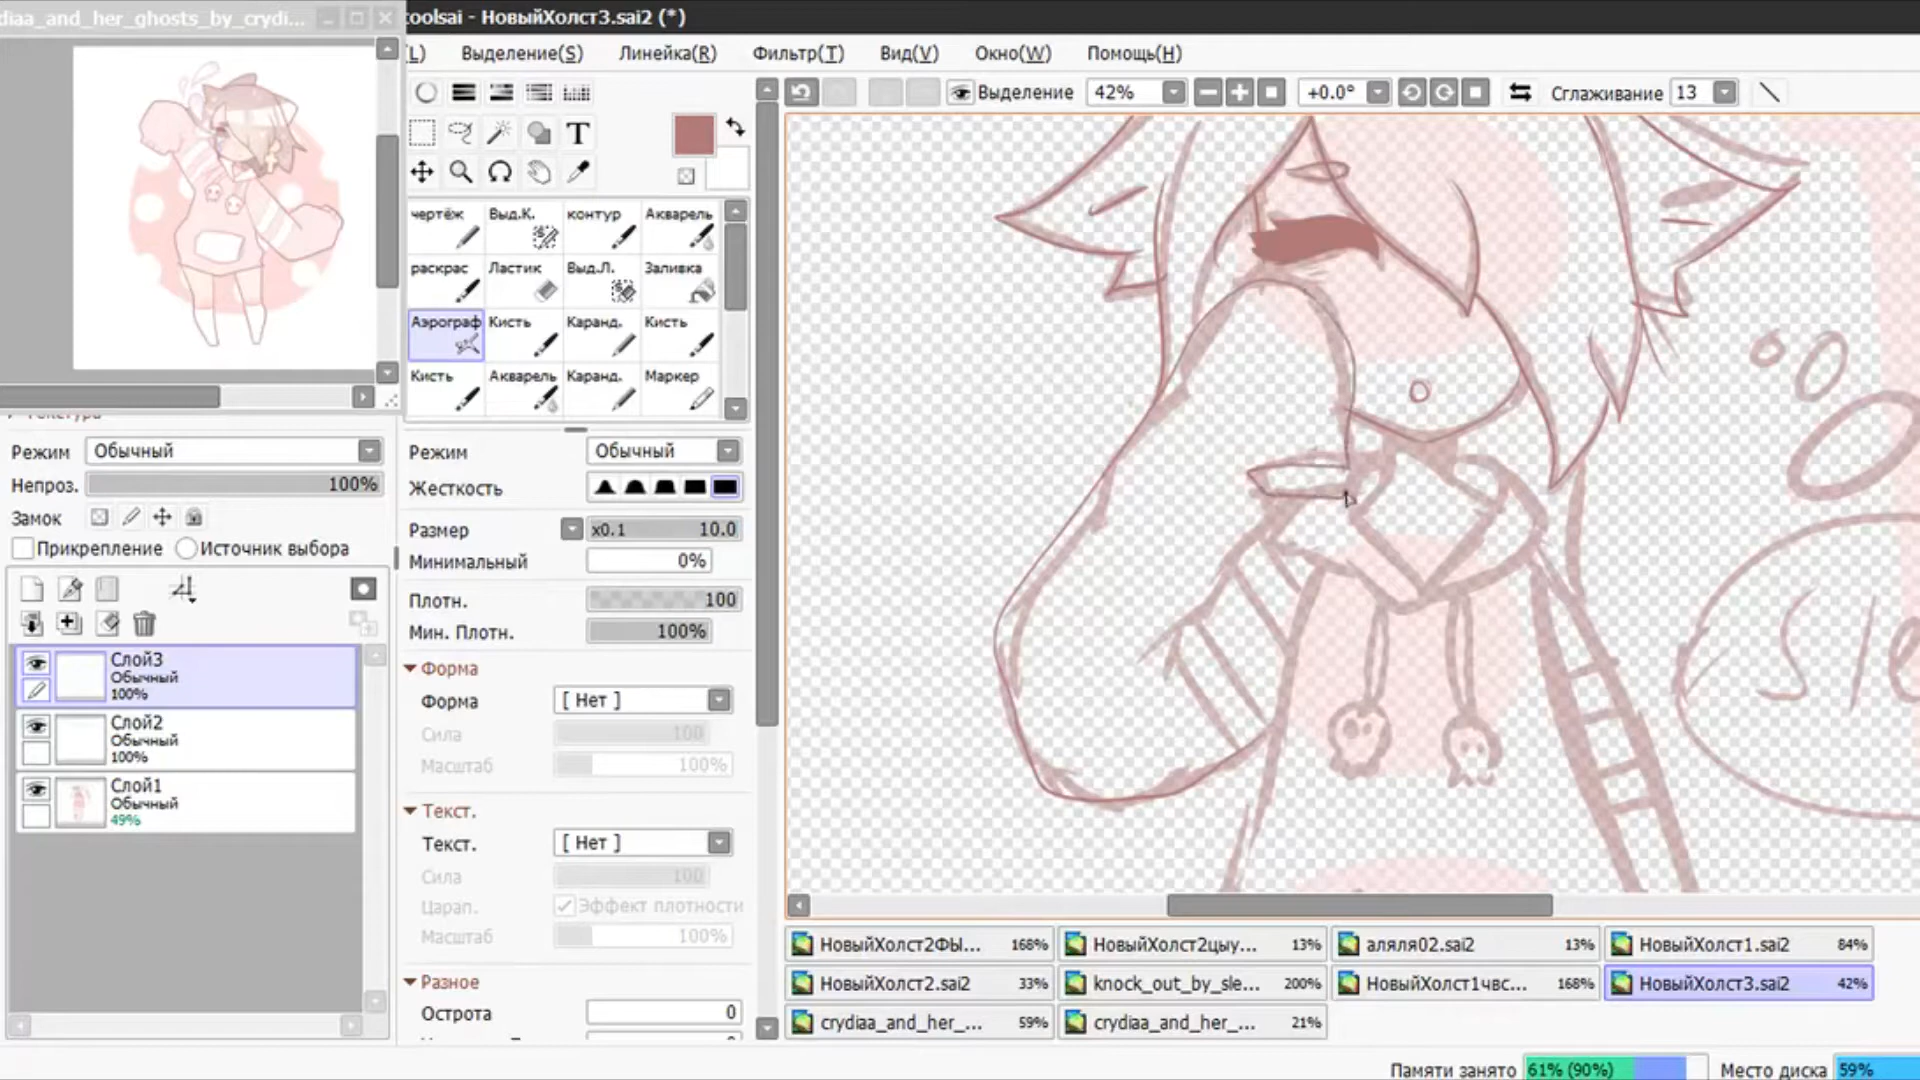 diaa_and_her_ghosts_by_crydi...
toolsai - НовыйХолст3.sai2 (*)
(L) Выделение(S) Линейка(R) Фильтр(T) Вид(V) Окно(W) Помощь(H)
Выделение 42% +0.0° Сглаживание 13
T
чертёж Выд.К. контур Акварель
раскрас Ластик Выд.Л. Заливка
Аэрограф Кисть Каранд. Кисть
Кисть Акварель Каранд. Маркер
Режим Обычный
Непроз. 100%
Замок
Прикрепление Источник выбора
Слой3
Обычный
100%
Слой2
Обычный
100%
Слой1
Обычный
49%
Режим Обычный
Жесткость
Размер x0.1 10.0
Минимальный 0%
Плотн. 100
Мин. Плотн. 100%
Форма
Форма [ Нет ]
Сила 100
Масштаб 100%
Текст.
Текст. [ Нет ]
Сила 100
Царап. Эффект плотности
Масштаб 100%
Разное
Острота 0
Sle
НовыйХолст2ФЫ... 168% НовыйХолст2цыу... 13% аляля02.sai2 13% НовыйХолст1.sai2 84%
НовыйХолст2.sai2 33% knock_out_by_sle... 200% НовыйХолст1чвс... 168% НовыйХолст3.sai2 42%
crydiaa_and_her_... 59% crydiaa_and_her_... 21%
Памяти занято 61% (90%) Место диска 59%